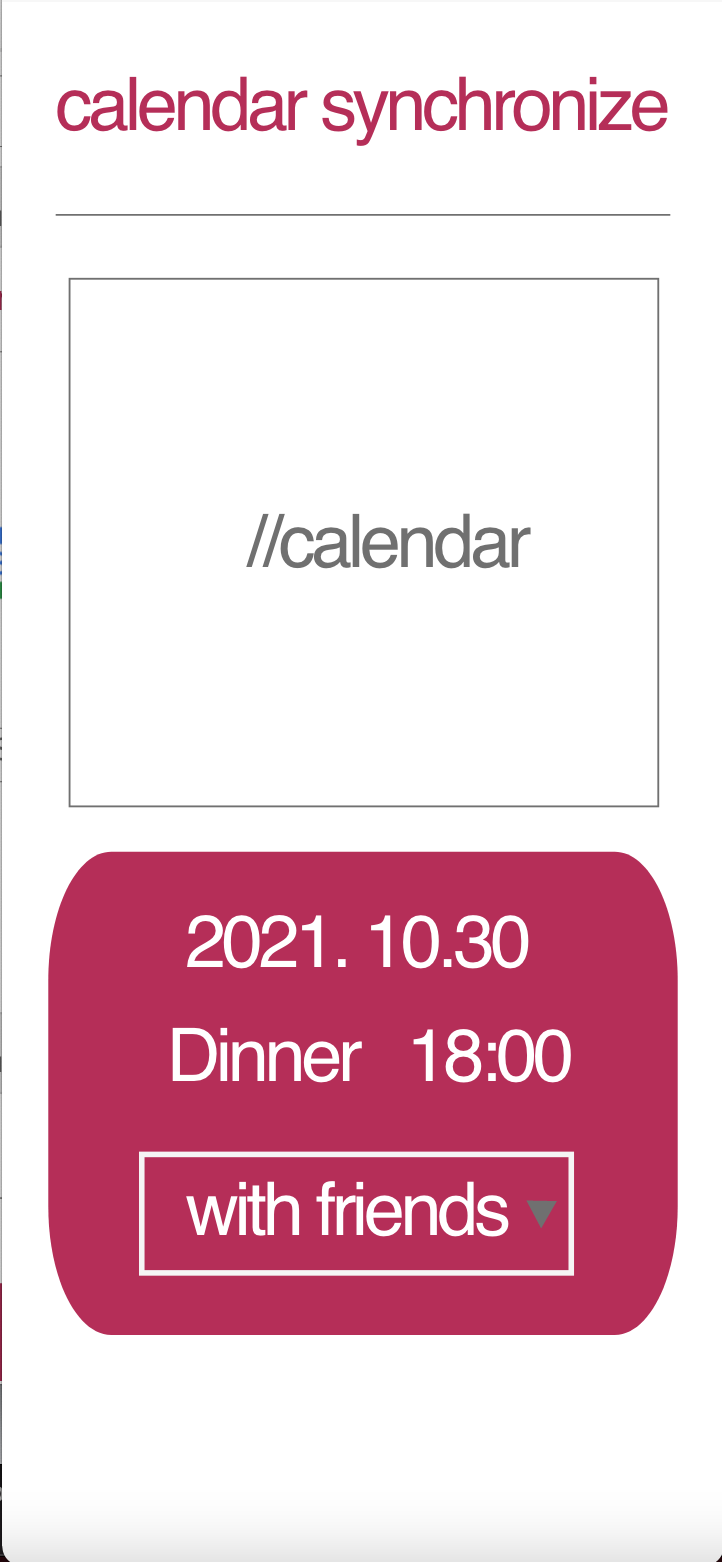 calendar synchronize
//calendar
2021. 10.30
Dinner 18:00
with friends